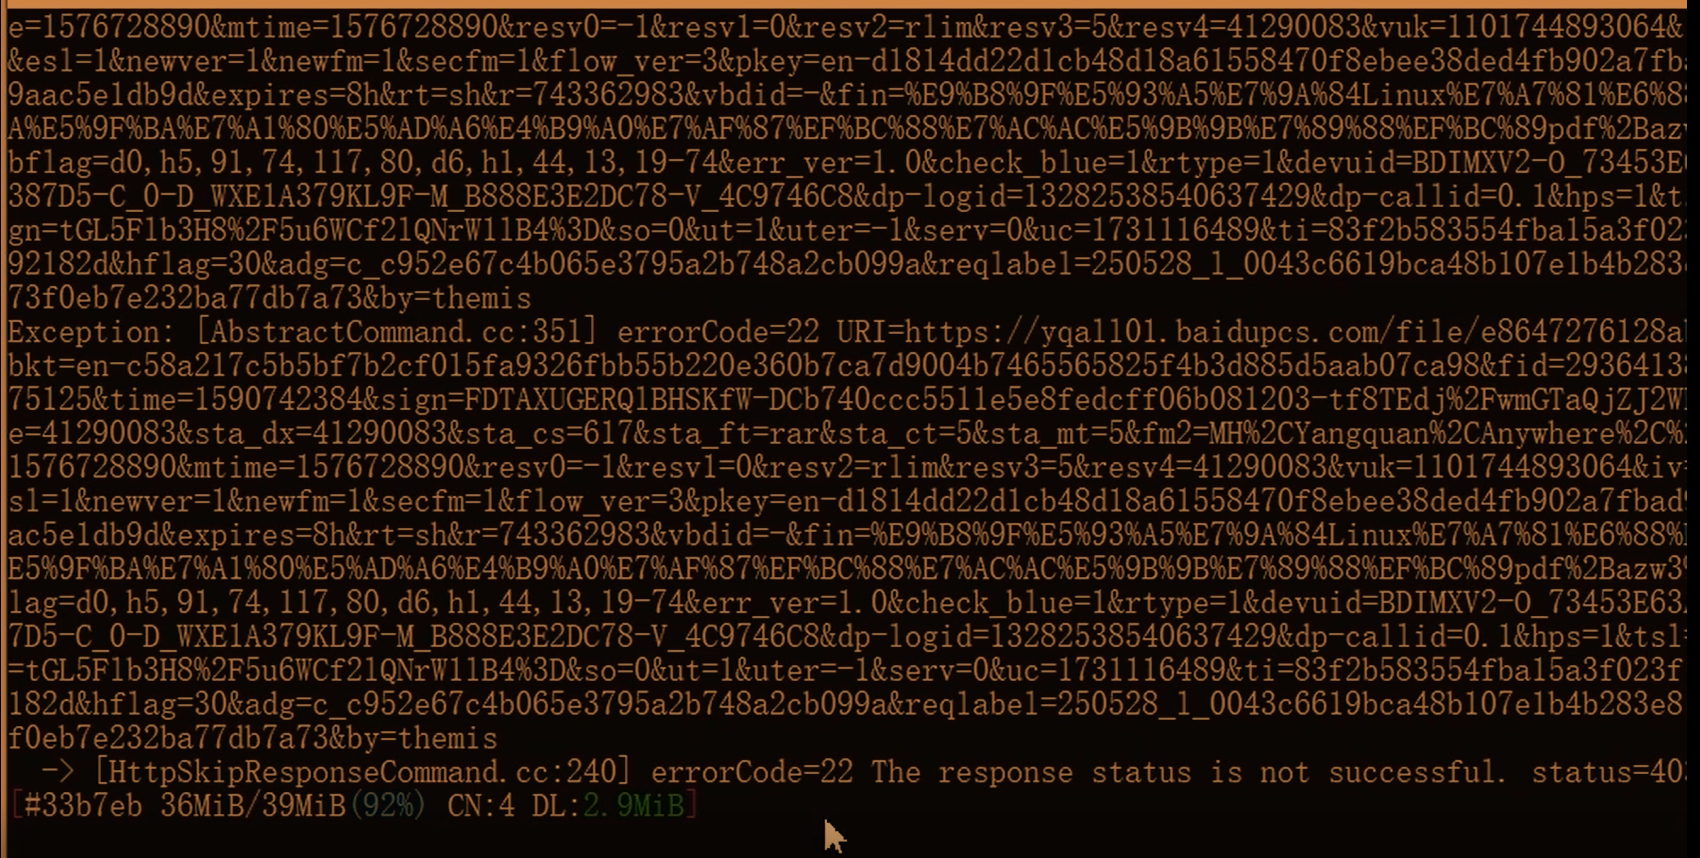 e=1576728890&mtime=1576728890&resv0=-1&resv1=0&resv2=rlim&resv3=5&resv4=41290083&vuk=1101744893064&
&esl=1&newver=1&newfm=1&secfm=1&flow_ver=3&pkey=en-d1814dd22d1cb48d18a61558470f8ebee38ded4fb902a7fba
9aac5e1db9d&expires=8h&rt=sh&r=743362983&vbdid=-&fin=%E9%B8%9F%E5%93%A5%E7%9A%84Linux%E7%A7%81%E6%8
A%E5%9F%BA%E7%A1%80%E5%AD%A6%E4%B9%A0%E7%AF%87%EF%BC%88%E7%AC%AC%E5%9B%9B%E7%89%88%EF%BC%89pdf%2Baz
bflag=d0,h5,91,74,117,80,d6,h1,44,13,19-74&err_ver=1.0&check_blue=1&rtype=1&devuid=BDIMXV2-O_73453E
387D5-C_0-D_WXE1A379KL9F-M_B888E3E2DC78-V_4C9746C8&dp-logid=13282538540637429&dp-callid=0.1&hps=1&t
gn=tGL5Flb3H8%2F5u6WCf2lQNrW1lB4%3D&so=0&ut=1&uter=-1&serv=0&uc=1731116489&ti=83f2b583554fba15a3f02
92182d&hflag=30&adg=c_c952e67c4b065e3795a2b748a2cb099a&reqlabel=250528_l_0043c6619bca48b107e1b4b283
73f0eb7e232ba77db7a73&by=themis
Exception: [AbstractCommand.cc:351] errorCode=22 URI=https://yqall01.baidupcs.com/file/e8647276128a
bkt=en-c58a217c5b5bf7b2cf015fa9326fbb55b220e360b7ca7d9004b7465565825f4b3d885d5aab07ca98&fid=2936413
75125&time=1590742384&sign=FDTAXUGERQlBHSKfW-DCb740ccc5511e5e8fedcff06b081203-tf8TEdj%2FwmGTaQjZJ2W
e=41290083&sta_dx=41290083&sta_cs=617&sta_ft=rar&sta_ct=5&sta_mt=5&fm2=MH%2CYangquan%2CAnywhere%2C%
1576728890&mtime=1576728890&resv0=-1&resv1=0&resv2=rlim&resv3=5&resv4=41290083&vuk=1101744893064&iv
sl=1&newver=1&newfm=1&secfm=1&flow_ver=3&pkey=en-d1814dd22d1cb48d18a61558470f8ebee38ded4fb902a7fbad
ac5e1db9d&expires=8h&rt=sh&r=743362983&vbdid=-&fin=%E9%B8%9F%E5%93%A5%E7%9A%84Linux%E7%A7%81%E6%88%
E5%9F%BA%E7%A1%80%E5%AD%A6%E4%B9%A0%E7%AF%87%EF%BC%88%E7%AC%AC%E5%9B%9B%E7%89%88%EF%BC%89pdf%2Bazw3
lag=d0,h5,91,74,117,80,d6,h1,44,13,19-74&err_ver=1.0&check_blue=1&rtype=1&devuid=BDIMXV2-O_73453E63
7D5-C_0-D_WXE1A379KL9F-M_B888E3E2DC78-V_4C9746C8&dp-logid=13282538540637429&dp-callid=0.1&hps=1&tsl
=tGL5Flb3H8%2F5u6WCf2lQNrW1lB4%3D&so=0&ut=1&uter=-1&serv=0&uc=1731116489&ti=83f2b583554fba15a3f023f
182d&hflag=30&adg=c_c952e67c4b065e3795a2b748a2cb099a&reqlabel=250528_l_0043c6619bca48b107e1b4b283e8
f0eb7e232ba77db7a73&by=themis
-> [HttpSkipResponseCommand.cc:240] errorCode=22 The response status is not successful. status=40
[#33b7eb 36MiB/39MiB(92%) CN:4 DL:2.9MiB]